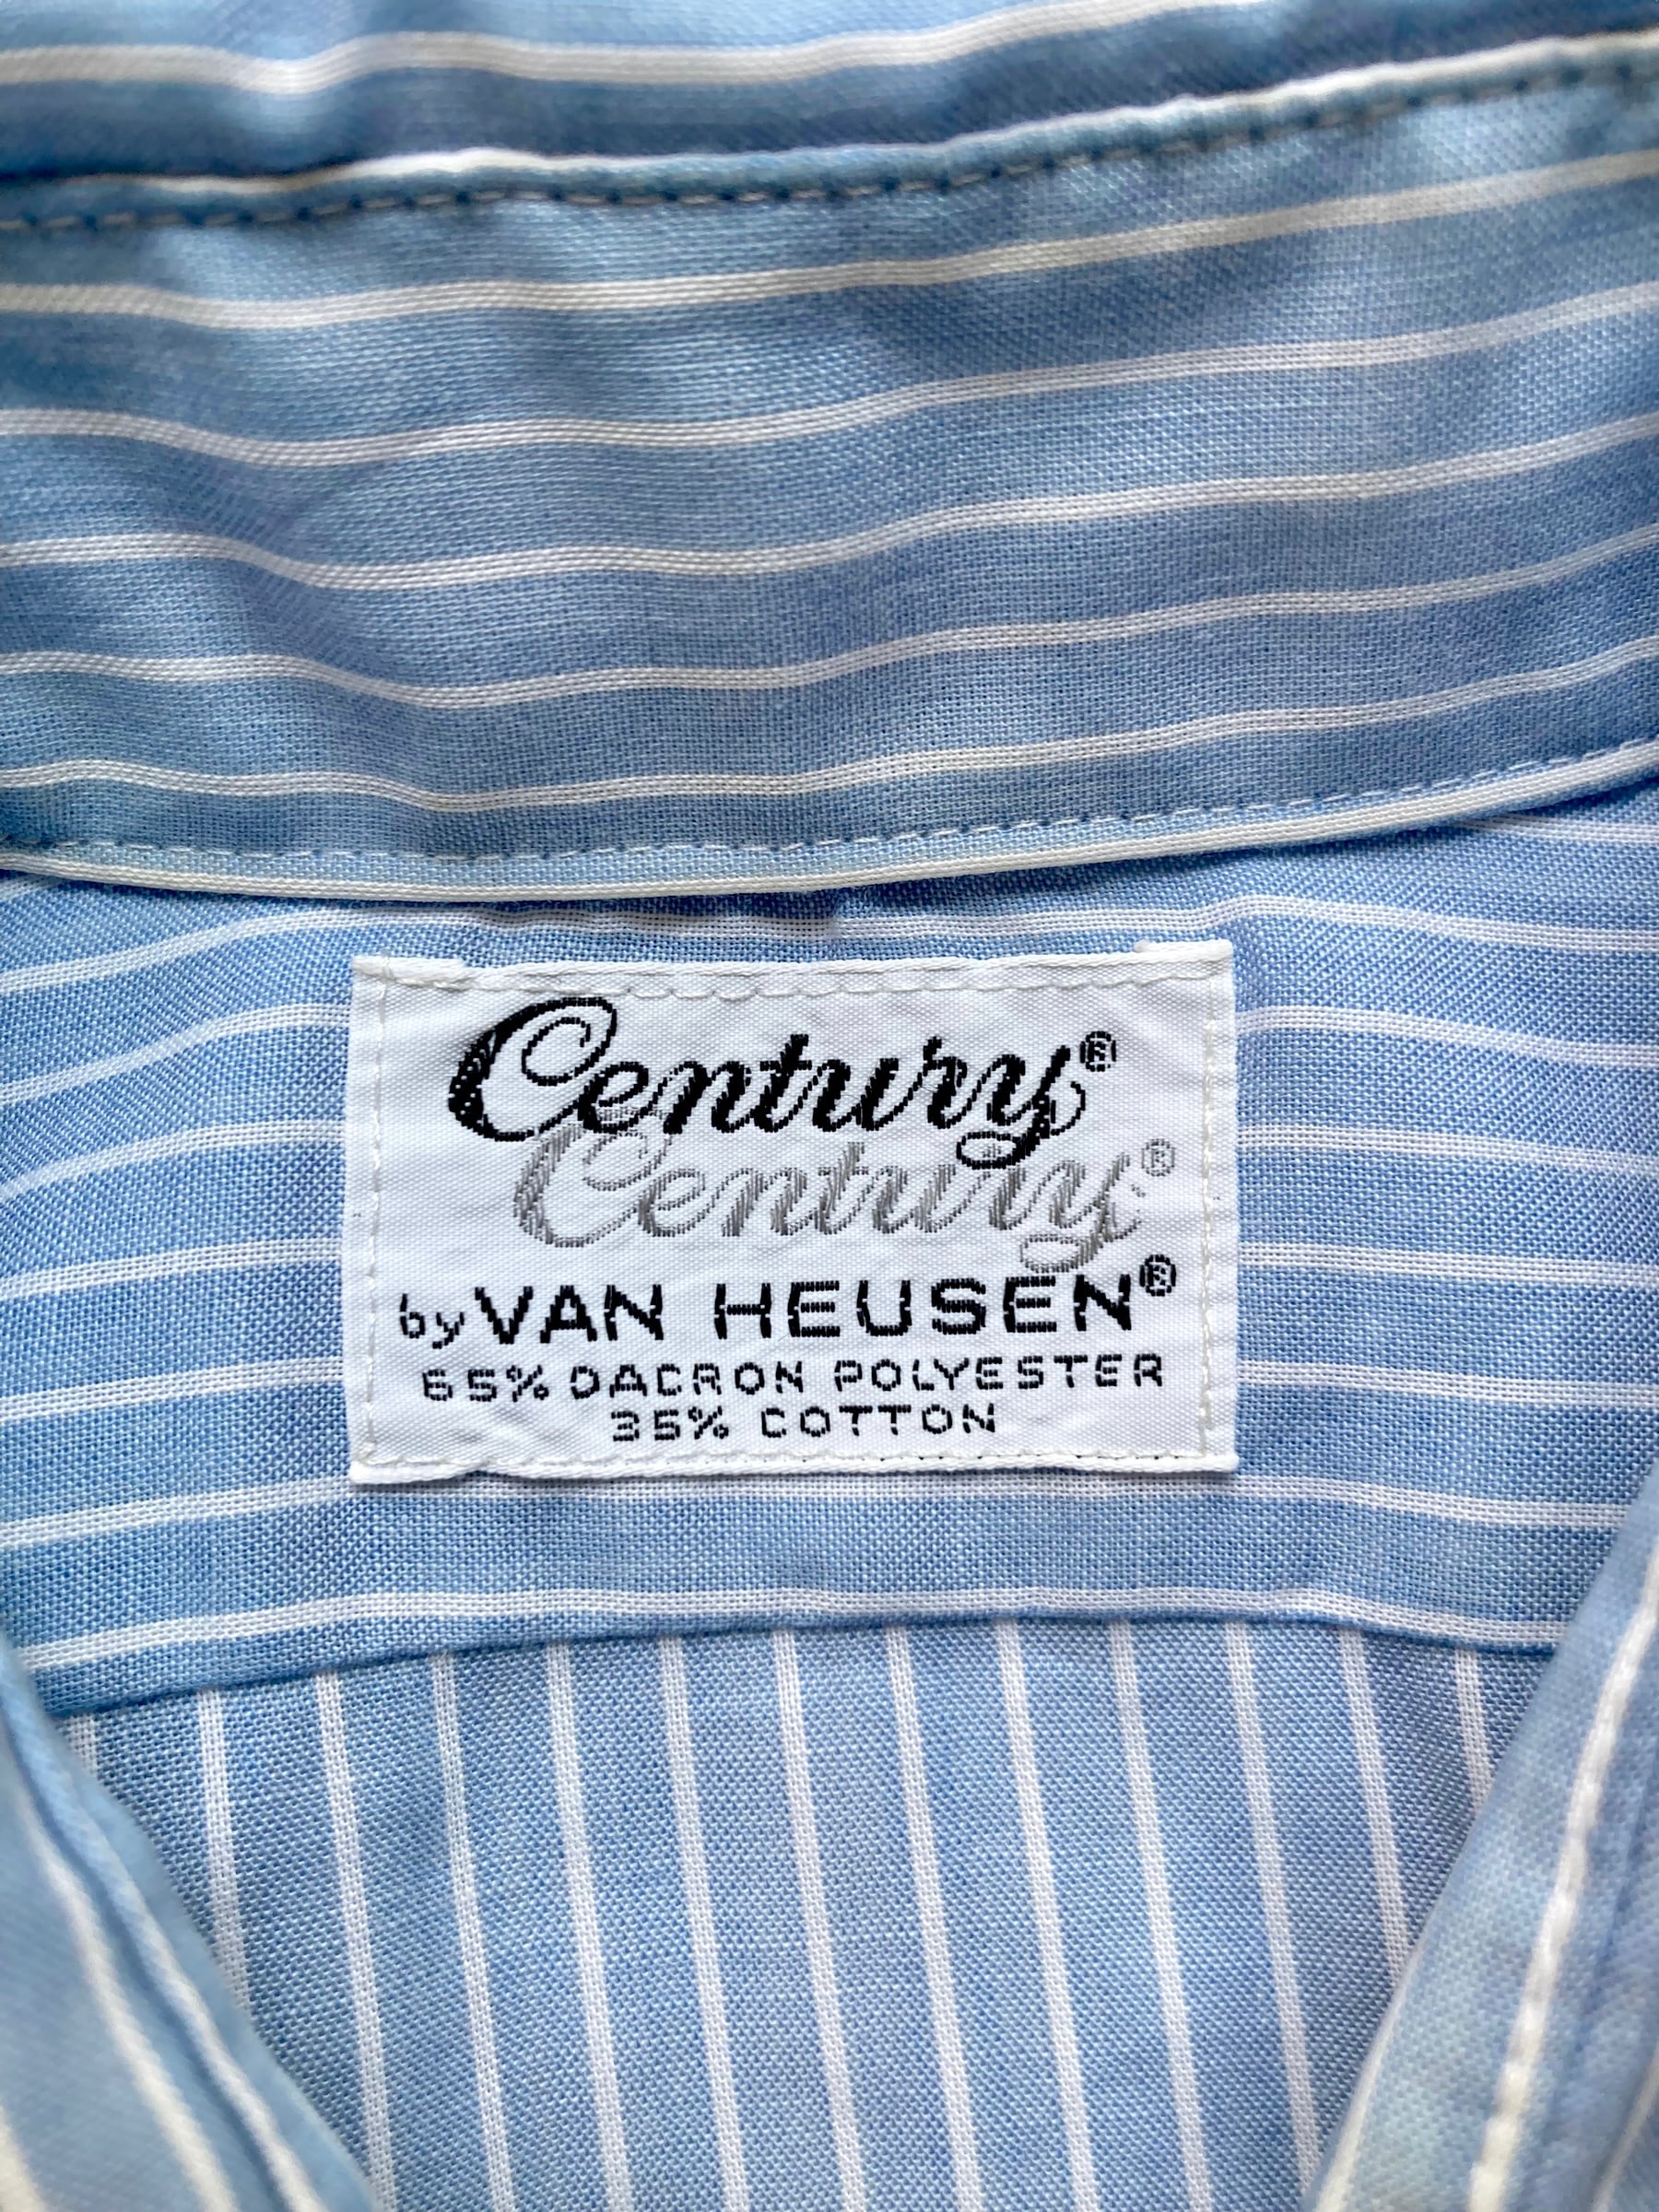 Century®
Century®
by VAN HEUSEN®
65% DACRON POLYESTER
35% COTTON